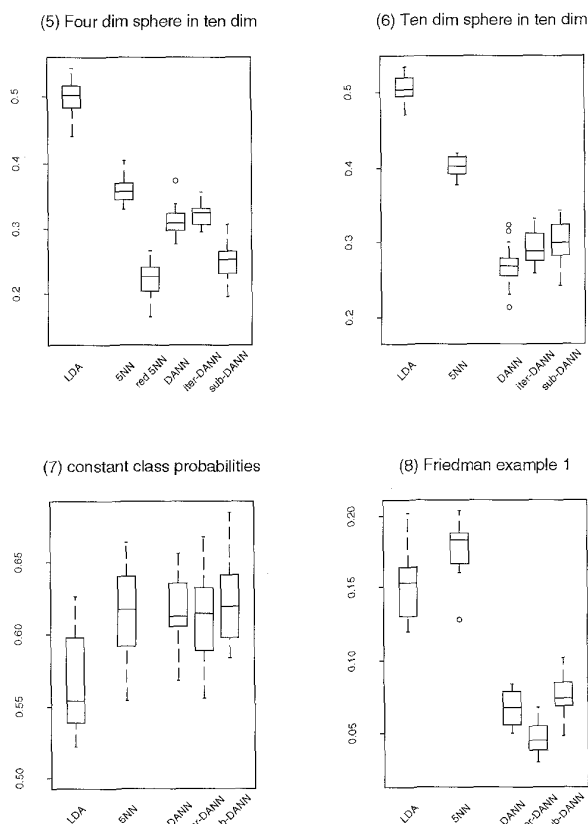 (5) Four dim sphere in ten dim
0.5
0.4
0.3
0.2
LDA
5NN
red 5NN
DANN
iter-DANN
sub-DANN
(6) Ten dim sphere in ten dim
0.5
0.4
0.3
0.2
LDA
5NN
DANN
iter-DANN
sub-DANN
(7) constant class probabilities
0.65
0.60
0.55
0.50
LDA
5NN
DANN
er-DANN
b-DANN
(8) Friedman example 1
0.20
0.15
0.10
0.05
LDA
5NN
DANN
er-DANN
b-DANN